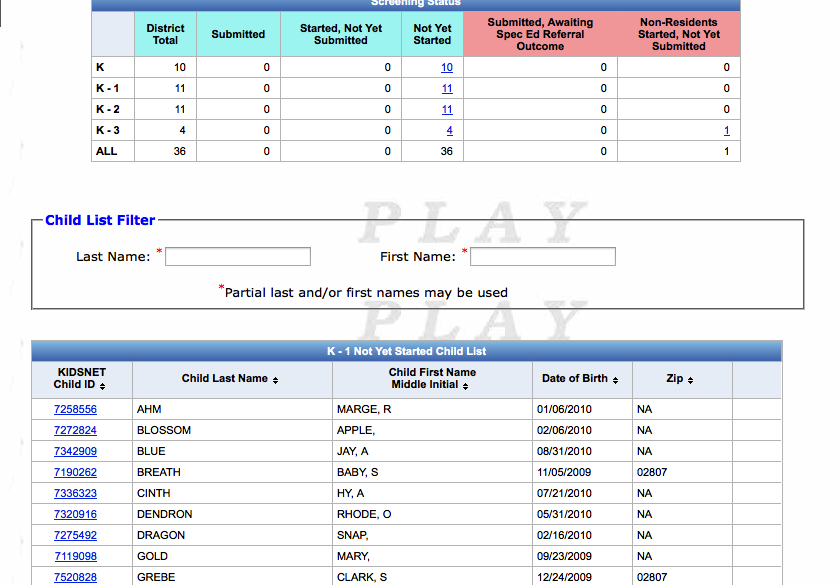 Screening Status
District Total Submitted Started, Not Yet Submitted Not Yet Started Submitted, Awaiting Spec Ed Referral Outcome Non-Residents Started, Not Yet Submitted
K 10 0 0 10 0 0
K - 1 11 0 0 11 0 0
K - 2 11 0 0 11 0 0
K - 3 4 0 0 4 0 1
ALL 36 0 0 36 0 1
PLAY
Child List Filter
Last Name: * First Name: *
*Partial last and/or first names may be used
PLAY
K - 1 Not Yet Started Child List
KIDSNET Child ID Child Last Name Child First Name Middle Initial Date of Birth Zip
7258556 AHM MARGE, R 01/06/2010 NA
7272824 BLOSSOM APPLE, 02/06/2010 NA
7342909 BLUE JAY, A 08/31/2010 NA
7190262 BREATH BABY, S 11/05/2009 02807
7336323 CINTH HY, A 07/21/2010 NA
7320916 DENDRON RHODE, O 05/31/2010 NA
7275492 DRAGON SNAP, 02/16/2010 NA
7119098 GOLD MARY, 09/23/2009 NA
7520828 GREBE CLARK, S 12/24/2009 02807